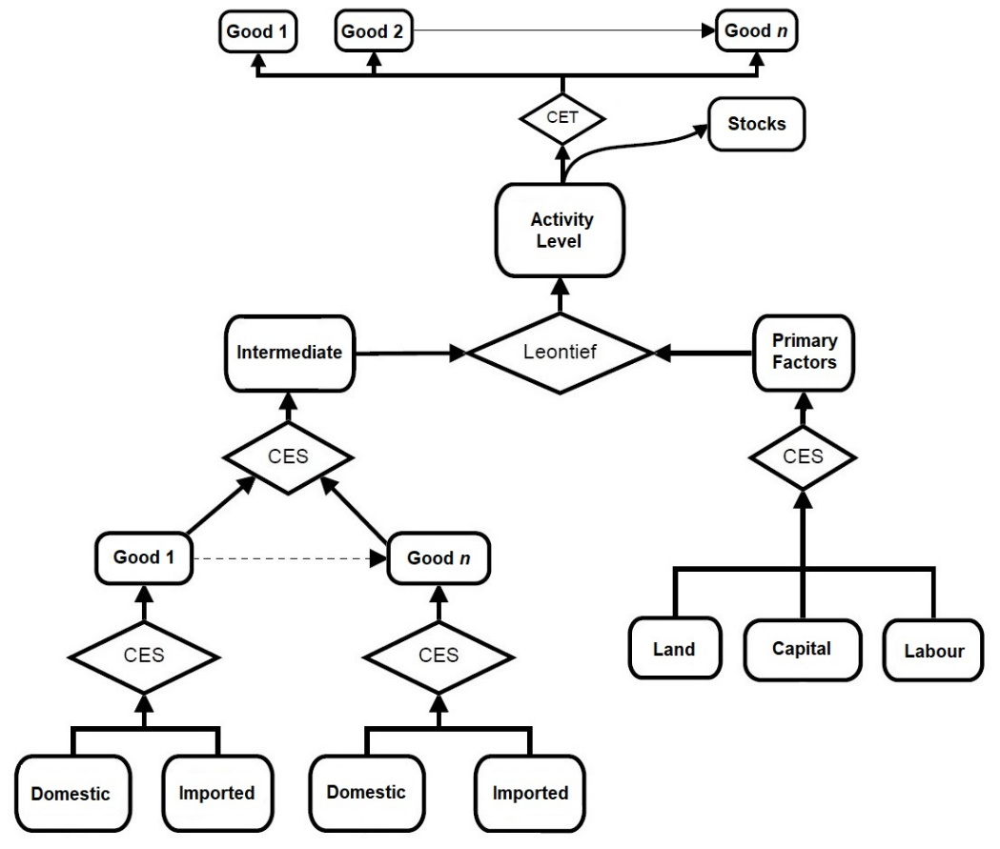 Good 1
Good 2
Good n
CET
Stocks
Activity
Level
Intermediate
Leontief
Primary
Factors
CES
CES
Good 1
Good n
CES
CES
Land
Capital
Labour
Domestic
Imported
Domestic
Imported